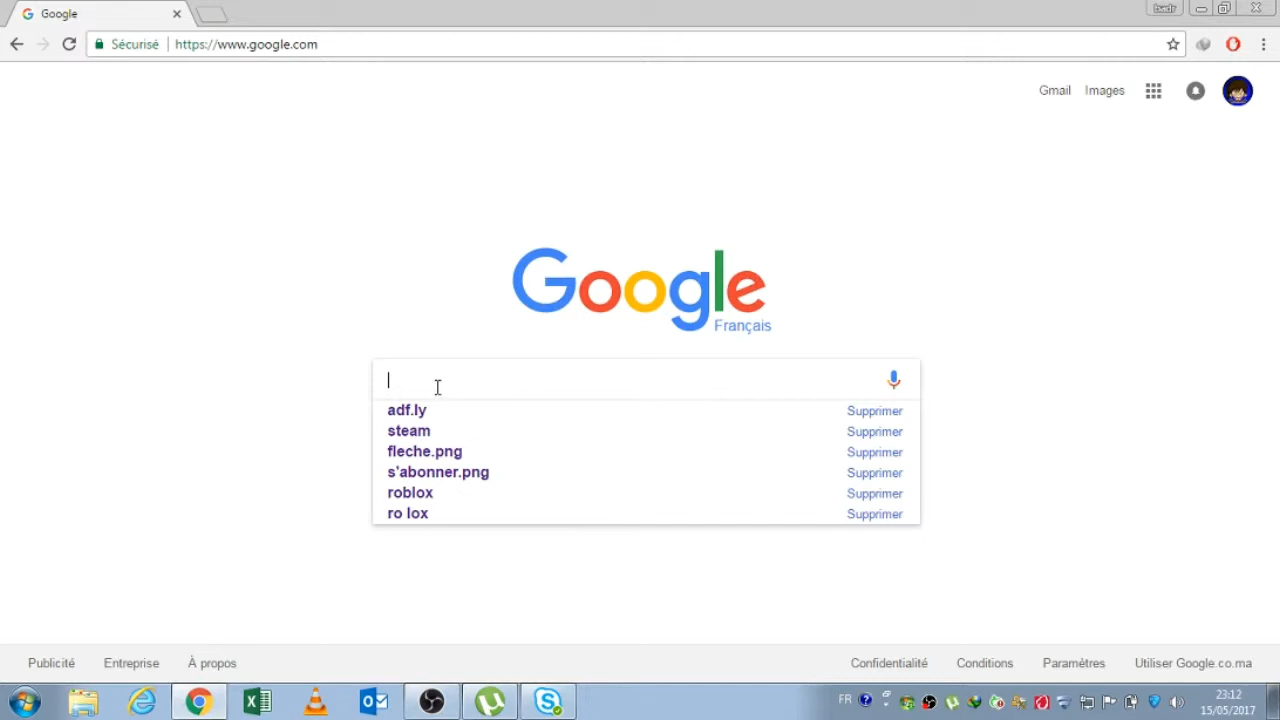 Google
badr
Sécurisé
https://www.google.com
Gmail Images
Google
Français
adf.ly Supprimer
steam Supprimer
fleche.png Supprimer
s'abonner.png Supprimer
roblox Supprimer
ro lox Supprimer
Publicité Entreprise À propos Confidentialité Conditions Paramètres Utiliser Google.co.ma
FR
23:12
15/05/2017